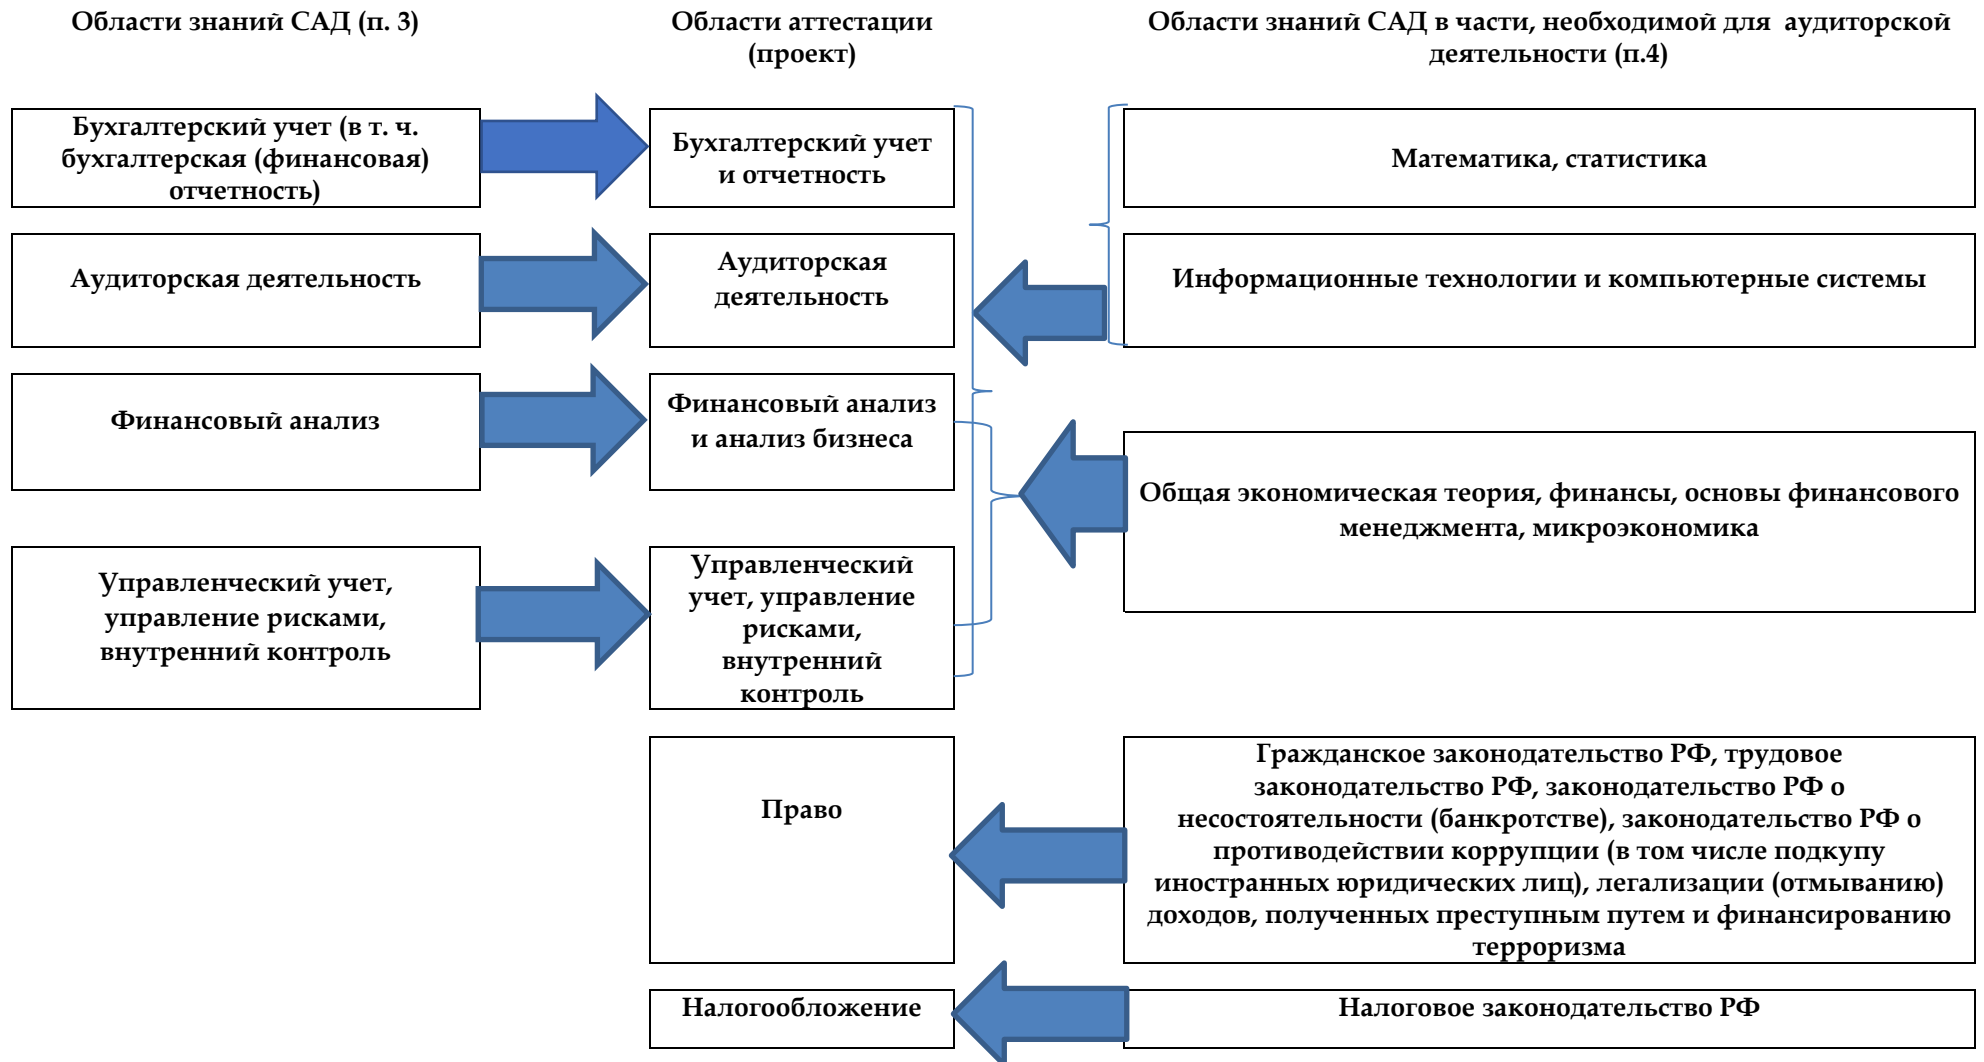 Области знаний САД (п. 3)
Области аттестации
(проект)
Области знаний САД в части, необходимой для аудиторской
деятельности (п.4)
Бухгалтерский учет (в т. ч.
бухгалтерская (финансовая)
отчетность)
Бухгалтерский учет
и отчетность
Математика, статистика
Аудиторская деятельность
Аудиторская
деятельность
Информационные технологии и компьютерные системы
Финансовый анализ
Финансовый анализ
и анализ бизнеса
Общая экономическая теория, финансы, основы финансового
менеджмента, микроэкономика
Управленческий учет,
управление рисками,
внутренний контроль
Управленческий
учет, управление
рисками,
внутренний
контроль
Право
Гражданское законодательство РФ, трудовое
законодательство РФ, законодательство РФ о
несостоятельности (банкротстве), законодательство РФ о
противодействии коррупции (в том числе подкупу
иностранных юридических лиц), легализации (отмыванию)
доходов, полученных преступным путем и финансированию
терроризма
Налогообложение
Налоговое законодательство РФ